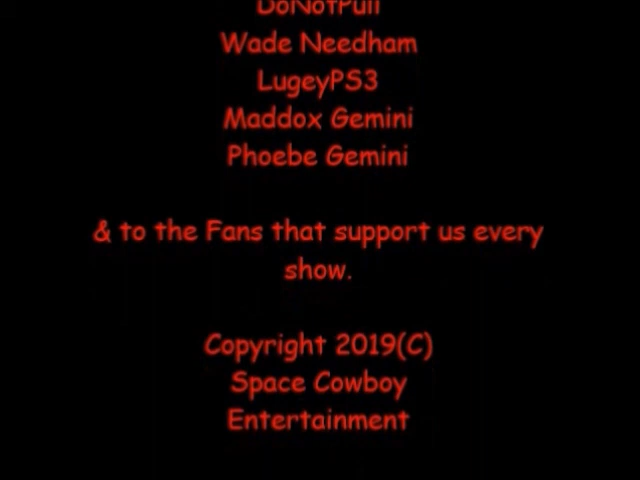 DoNotPull
Wade Needham
LugeyPS3
Maddox Gemini
Phoebe Gemini
& to the Fans that support us every
show.
Copyright 2019(C)
Space Cowboy
Entertainment